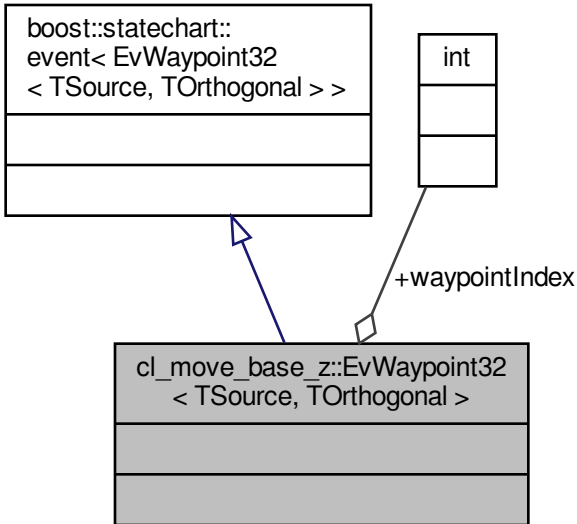 boost::statechart::
event< EvWaypoint32
< TSource, TOrthogonal > >
int
+waypointIndex
cl_move_base_z::EvWaypoint32
< TSource, TOrthogonal >